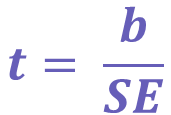 t = b / SE